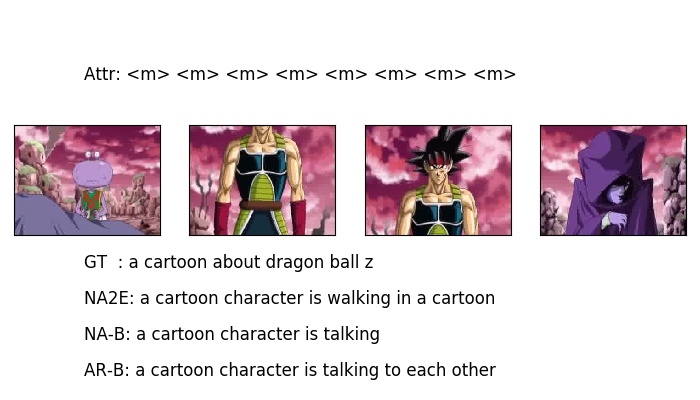 Attr: <m> <m> <m> <m> <m> <m> <m> <m>
GT : a cartoon about dragon ball z
NA2E: a cartoon character is walking in a cartoon
NA-B: a cartoon character is talking
AR-B: a cartoon character is talking to each other